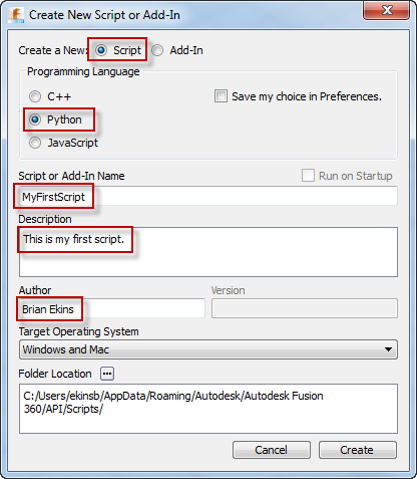 Create New Script or Add-In
Create a New: Script Add-In
Programming Language
C++
Save my choice in Preferences.
Python
JavaScript
Script or Add-In Name
Run on Startup
MyFirstScript
Description
This is my first script.
Author
Version
Brian Ekins
Target Operating System
Windows and Mac
Folder Location ...
C:/Users/ekinsb/AppData/Roaming/Autodesk/Autodesk Fusion
360/API/Scripts/
Cancel
Create